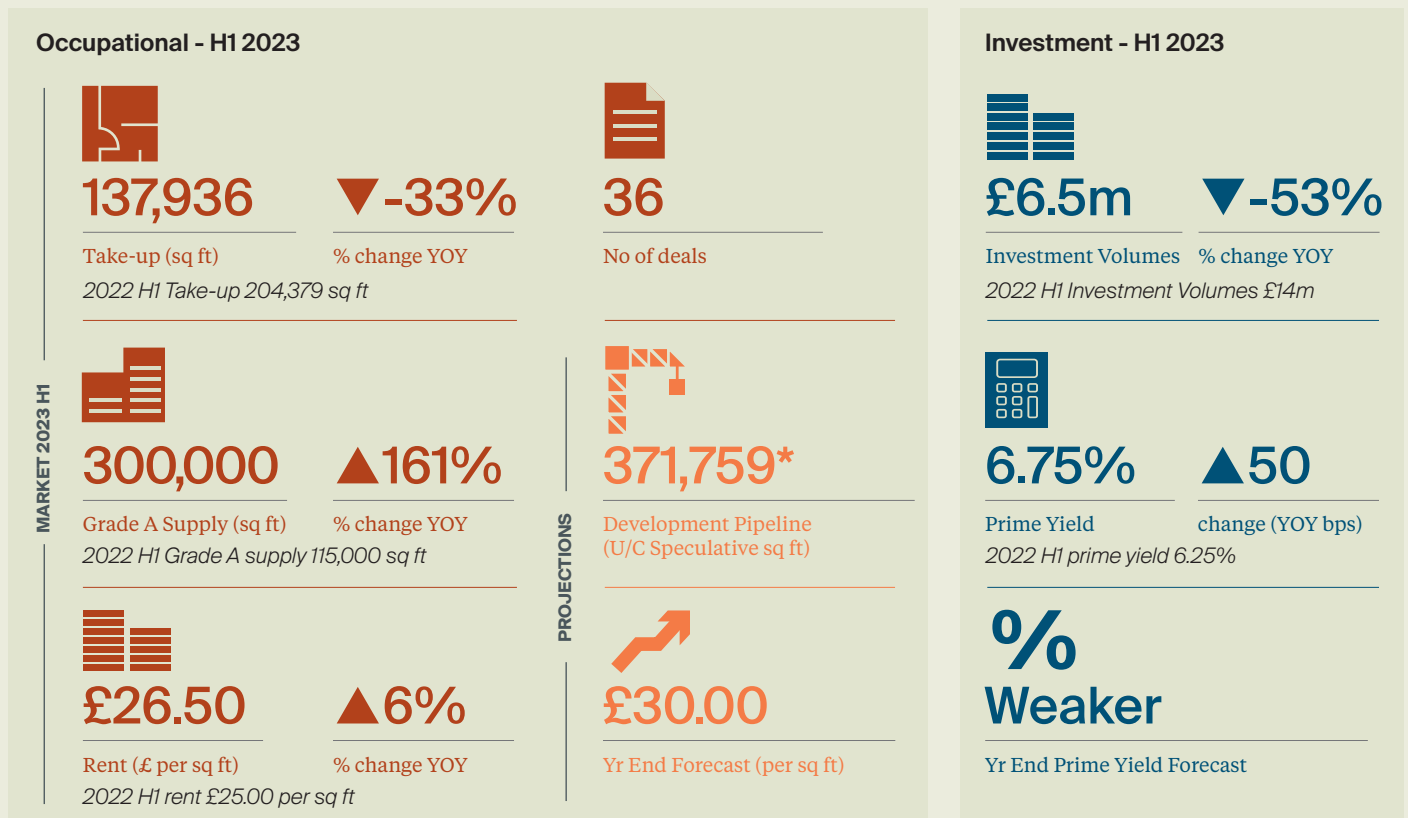 Occupational - H1 2023
MARKET 2023 H1
137,936
▼-33%
Take-up (sq ft)
% change YOY
2022 H1 Take-up 204,379 sq ft
36
No of deals
300,000
▲161%
Grade A Supply (sq ft)
% change YOY
2022 H1 Grade A supply 115,000 sq ft
£26.50
▲6%
Rent (£ per sq ft)
% change YOY
2022 H1 rent £25.00 per sq ft
PROJECTIONS
371,759*
Development Pipeline
(U/C Speculative sq ft)
£30.00
Yr End Forecast (per sq ft)
Investment - H1 2023
£6.5m
▼-53%
Investment Volumes
% change YOY
2022 H1 Investment Volumes £14m
6.75%
▲50
Prime Yield
change (YOY bps)
2022 H1 prime yield 6.25%
%
Weaker
Yr End Prime Yield Forecast